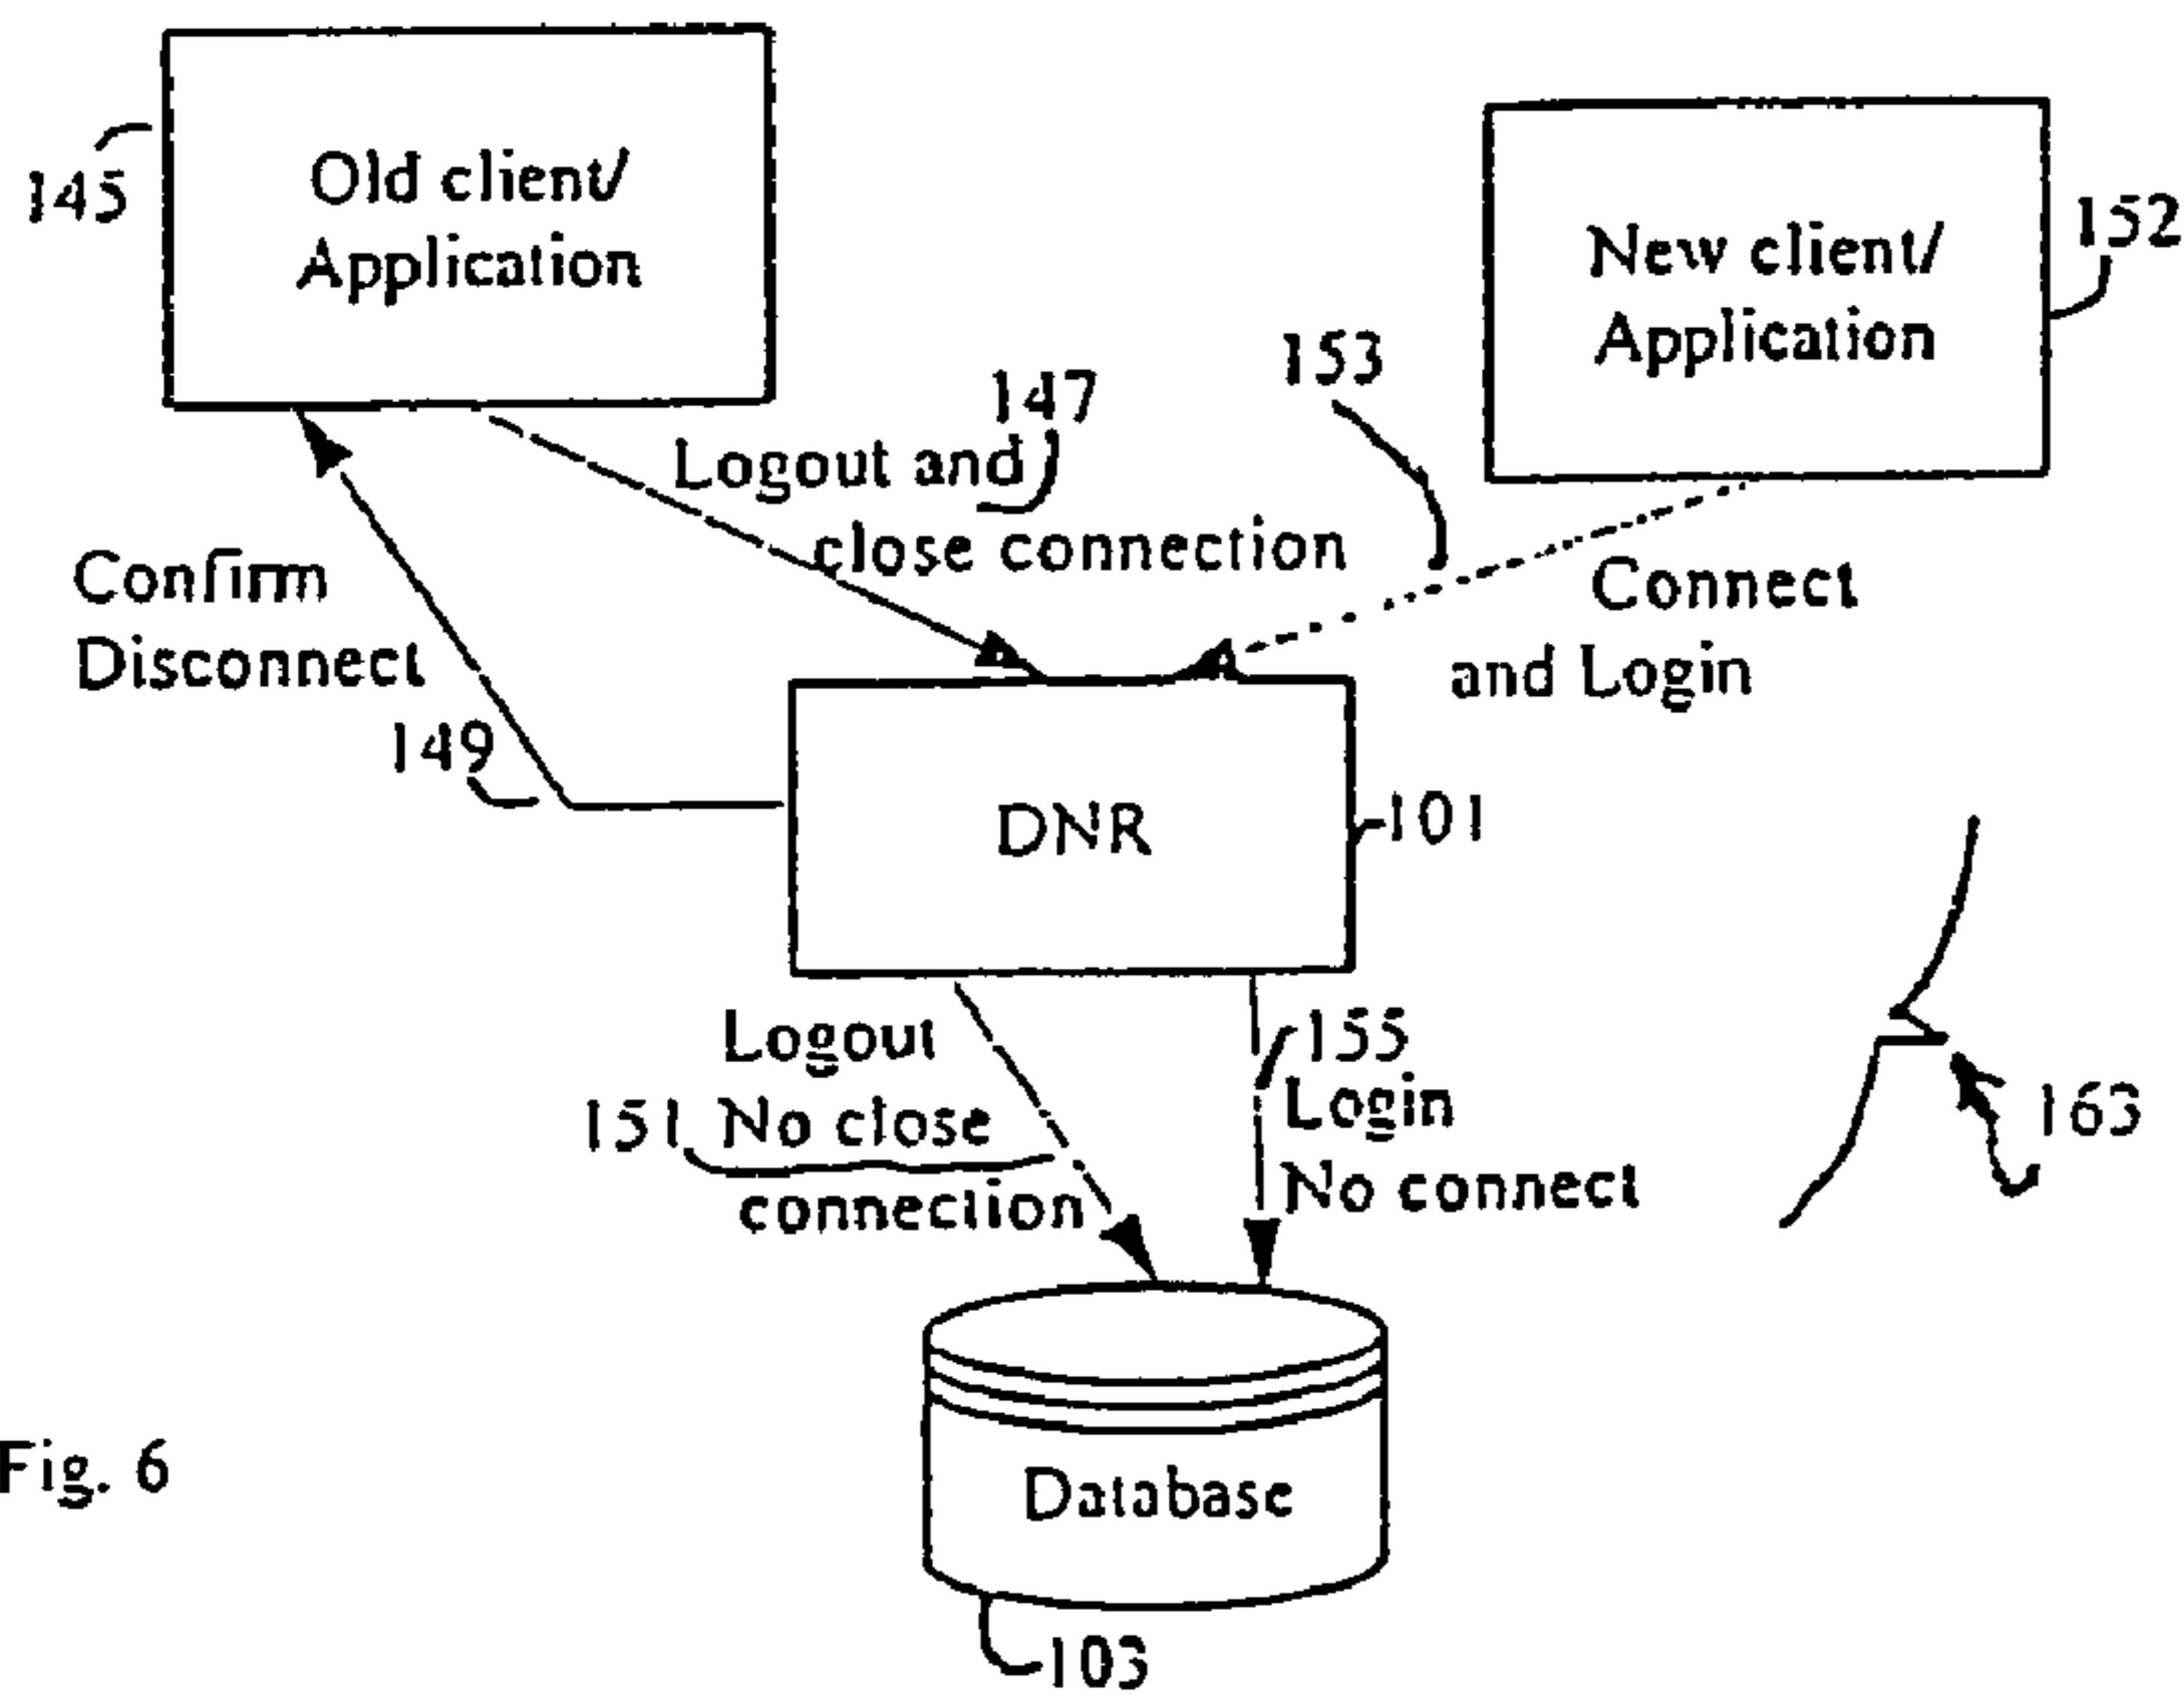 145
Old client/
Application
New client/
Application
152
153
147
Logout and
close connection
Connect
and Login
Confirm
Disconnect
149
DNR
101
Logout
151 No close
connection
155
Login
No connect
163
Database
103
Fig. 6